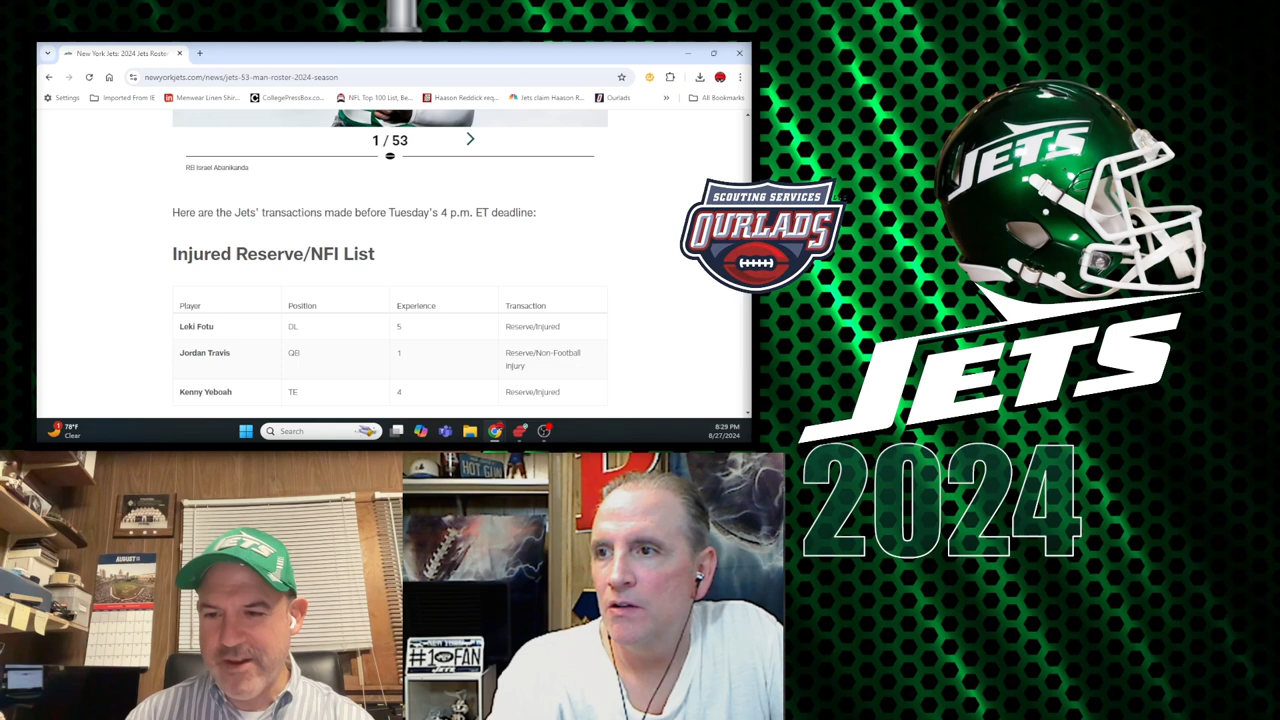 New York Jets: 2024 Jets Roster
newyorkjets.com/news/jets-53-man-roster-2024-season
Settings
Imported From IE
Menwear Linen Shir...
CollegePressBox.co...
NFL, Top 100 List, Be...
Haason Reddick req...
Jets claim Haason R...
Ourlads
»
All Bookmarks
1 / 53
RB Israel Abanikanda
Here are the Jets' transactions made before Tuesday's 4 p.m. ET deadline:
Injured Reserve/NFI List
Player Position Experience Transaction
Leki Fotu DL 5 Reserve/Injured
Jordan Travis QB 1 Reserve/Non-Football
Injury
Kenny Yeboah TE 4 Reserve/Injured
78°F
Clear
Search
8:29 PM
8/27/2024
SCOUTING SERVICES
OURLADS
JETS
JETS
2024
AUGUST
JETS
HOT GUN
#1 FAN
JETS